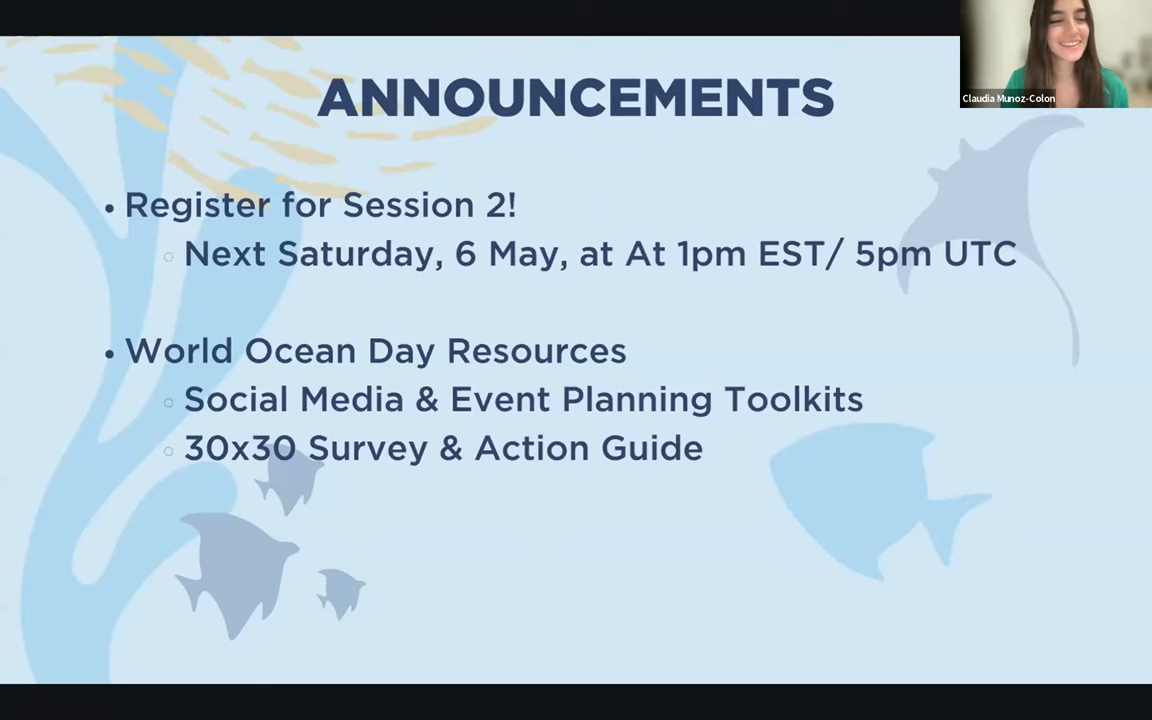 ANNOUNCEMENTS
Claudia Munoz-Colon
• Register for Session 2!
○ Next Saturday, 6 May, at At 1pm EST/ 5pm UTC
• World Ocean Day Resources
○ Social Media & Event Planning Toolkits
○ 30x30 Survey & Action Guide